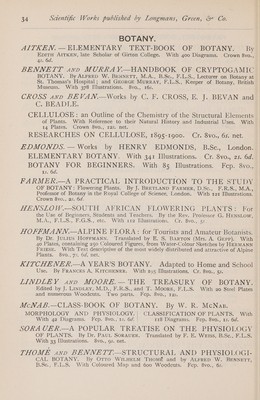 34 Scientific Works published by Longmans, Green, & Co.
BOTANY.
AITKEN. — ELEMENTARY TEXT-BOOK OF BOTANY. By
EDITH AITKEN, late Scholar of Girton College. With 400 Diagrams. Crown 8vo.,
4s. 6d.
BENNETT AND MURRAY.—HANDBOOK OF CRYPTOGAMIC
BOTANY. By ALFRED W. BENNETT, M.A., B.Sc., F.L.S., Lecturer on Botany at
St. Thomas's Hospital; and GEORGE MURRAY, F.L.S., Keeper of Botany, British
Museum. With 378 Illustrations. 8vo., 16s.
CROSS AND BEVAN.—Works by C. F. CROSS, E. J. BEVAN and
C. BEADLE.
CELLULOSE: an Outline of the Chemistry of the Structural Elements
of Plants. With Reference to their Natural History and Industrial Uses. With
14 Plates. Crown 8vo., 12s. net.
RESEARCHES ON CELLULOSE, 1895-1900. Cr. 8vo., 6s. net.
EDMONDS. — Works by HENRY EDMONDS, B.Sc., London.
ELEMENTARY BOTANY. With 341 Illustrations. Cr. 8vo., 2s. 6d.
BOTANY FOR BEGINNERS. With 85 Illustrations. Fcp. 8vo.,
1s. 6d.
FARMER.—A PRACTICAL INTRODUCTION TO THE STUDY
OF BOTANY: Flowering Plants. By J. BRETLAND FARMER, D.Sc., F.R.S., M.A.,
Professor of Botany in the Royal College of Science, London. With 121 Illustrations.
Crown 8vo., 2s. 6d.
HENSLOW.—SOUTH AFRICAN FLOWERING PLANTS: For
the Use of Beginners, Students and Teachers. By the Rev. Professor G. HENSLOW,
M.A., F.L.S., F.G.S., etc. With 112 Illustrations. Cr. 8vo.,
HOFFMANN.—ALPINE FLORA: for Tourists and Amateur Botanists.
By Dr. JULIUS HOFFMANN. Translated by E. S. BARTON (Mrs. A. GEPP). With
40 Plates, containing 250 Coloured Figures, from Water-Colour Sketches by HERMANN
FRIESE. With Text descriptive of the most widely distributed and attractive of Alpine
Plants. 8vo., 7s. 6d. net.
KITCHENER.—A YEAR'S BOTANY. Adapted to Home and School
Use. By FRANCES A. KITCHENER. With 195 Illustrations. Cr. 8vo., 5s.
LINDLEY AND MOORE. — THE TREASURY OF BOTANY.
Edited by J. LINDLEY, M.D., F.R.S., and T. MOORE, F.L.S. With 20 Steel Plates
and numerous Woodcuts. Two parts. Fcp. 8vo., 12s.
McNAB.—CLASS-BOOK OF BOTANY. By W. R. McNAB.
MORPHOLOGY AND PHYSIOLOGY. With 42 Diagrams. Fcp. 8vo., 1s. 6d.
CLASSIFICATION OF PLANTS. With 118 Diagrams. Fcp. 8vo., 1s. 6d.
SORAUER.—A POPULAR TREATISE ON THE PHYSIOLOGY
OF PLANTS. By Dr. PAUL SORAUER. Translated by F. E. WEISS, B.Sc., F.L.S.
With 33 Illustrations. 8vo., 9s. net.
THOMÉ AND BENNETT.—STRUCTURAL AND PHYSIOLOGI-
CAL BOTANY. By OTTO WILHELM THOMÉ and by ALFRED W. BENNETT,
B.Sc., F.L.S. With Coloured Map and 600 Woodcuts. Fcp. 8vo., 6s.